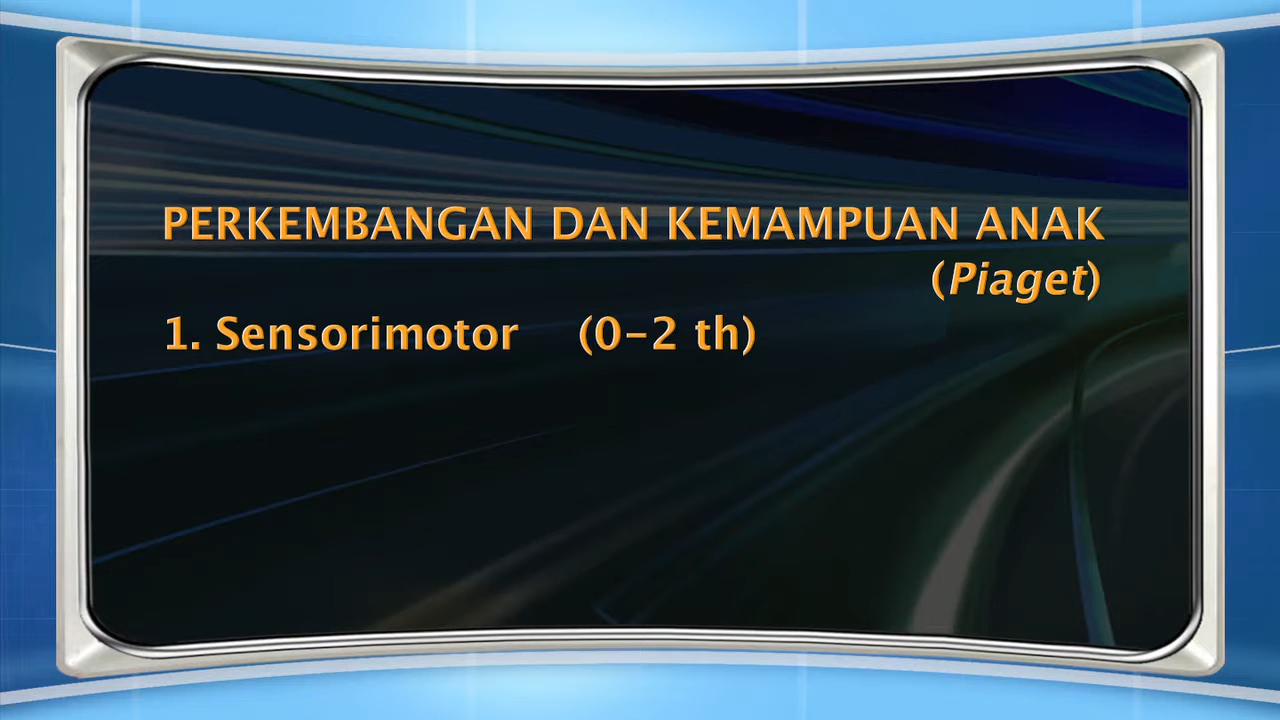 PERKEMBANGAN DAN KEMAMPUAN ANAK
(Piaget)
1. Sensorimotor (0-2 th)